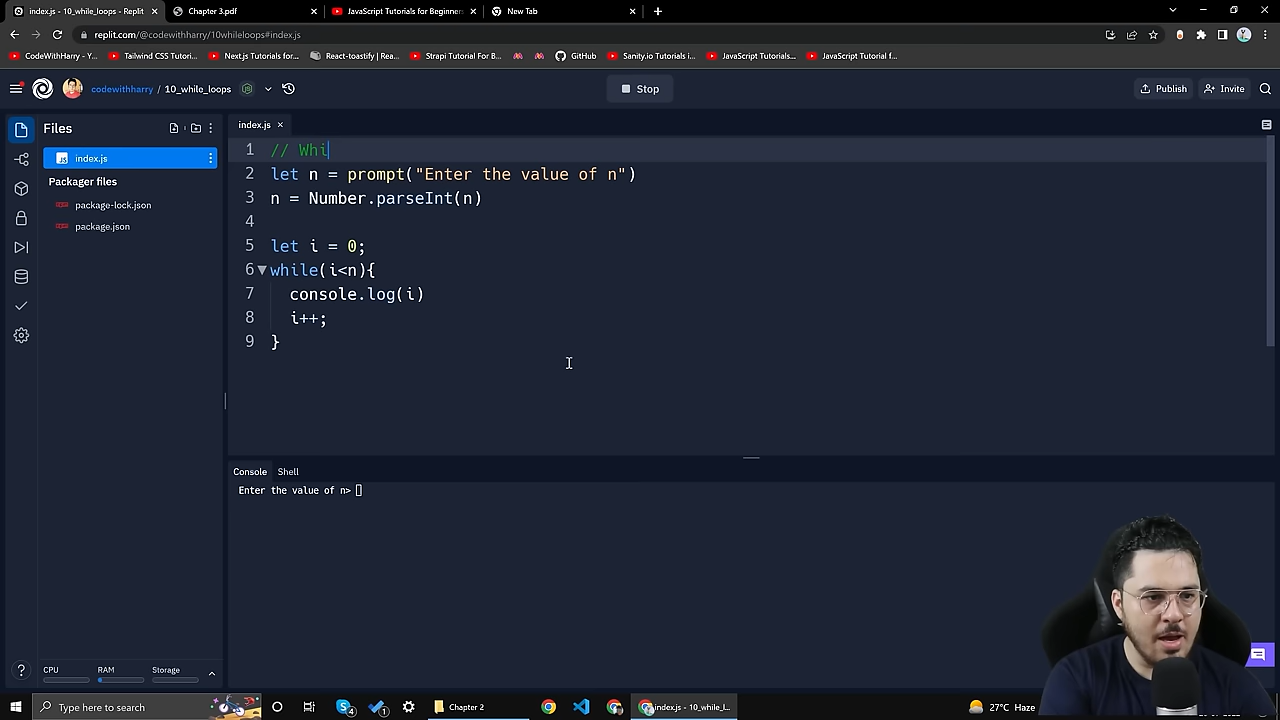 index.js - 10_while_loops - Replit
Chapter 3.pdf
JavaScript Tutorials for Beginner
New Tab
replit.com/@codewithharry/10whileloops#index.js
CodeWithHarry - Y...
Tailwind CSS Tutori...
Next.js Tutorials for...
React-toastify | Rea...
Strapi Tutorial For B...
GitHub
Sanity.io Tutorials i...
JavaScript Tutorials...
JavaScript Tutorial f...
codewithharry / 10_while_loops
Stop
Publish
Invite
Files
index.js
Packager files
package-lock.json
package.json
index.js
1 // Whi
2 let n = prompt("Enter the value of n")
3 n = Number.parseInt(n)
4
5 let i = 0;
6 while(i<n){
7 console.log(i)
8 i++;
9 }
Console Shell
Enter the value of n>
CPU RAM Storage
Type here to search
4
1
Chapter 2
index.js - 10_while_l...
27°C Haze